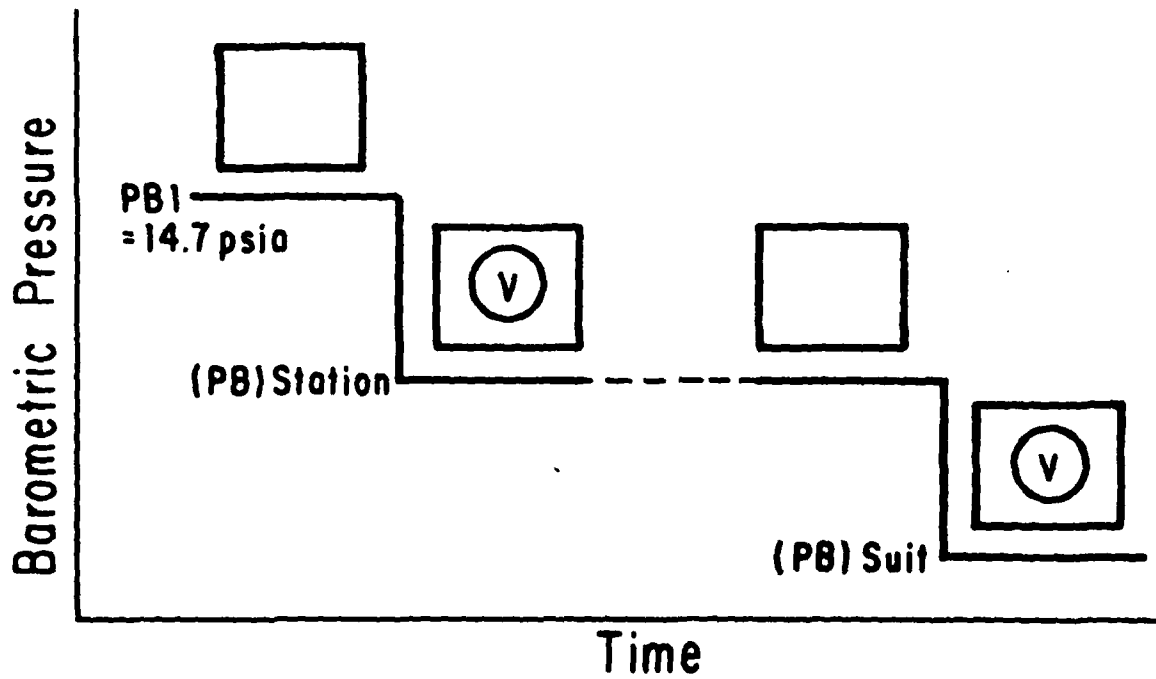 Barometric Pressure
PB1
=14.7 psia
V
(PB) Station
V
(PB) Suit
Time